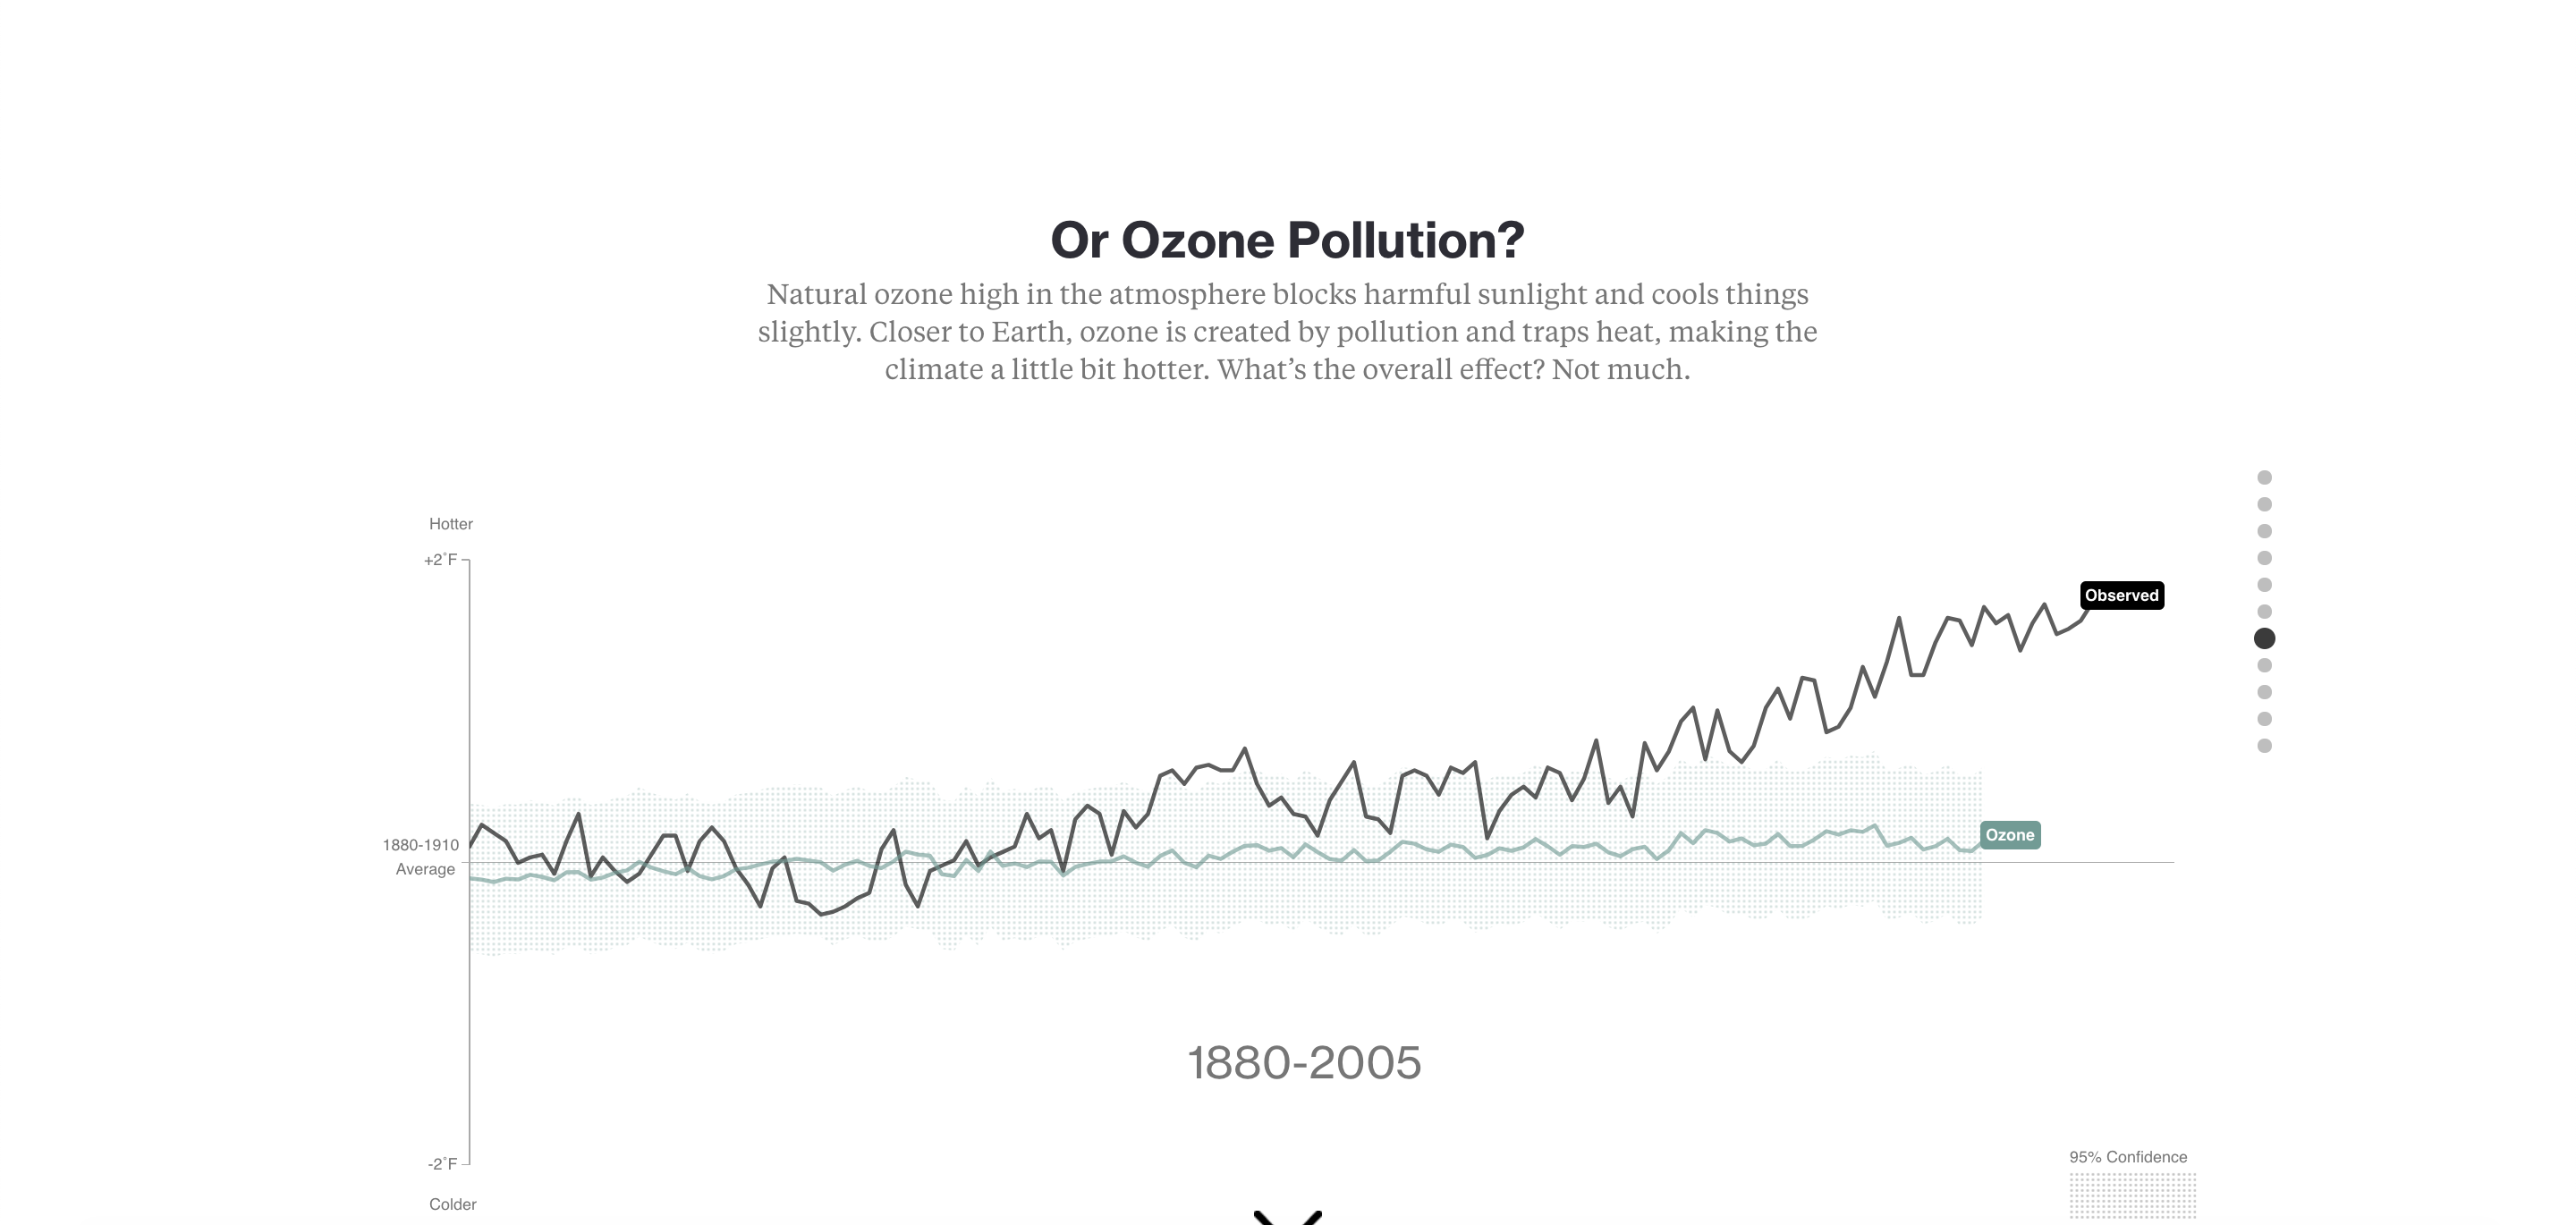 Or Ozone Pollution?
Natural ozone high in the atmosphere blocks harmful sunlight and cools things
slightly. Closer to Earth, ozone is created by pollution and traps heat, making the
climate a little bit hotter. What’s the overall effect? Not much.
Hotter
+2°F
Observed
1880-1910
Average
Ozone
1880-2005
-2°F
Colder
95% Confidence